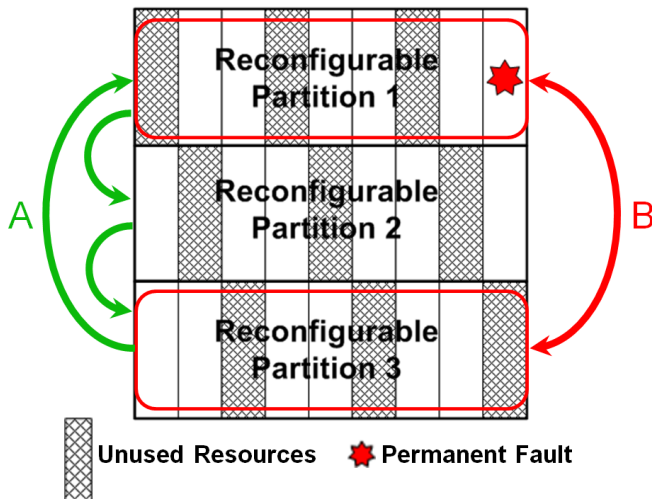 Reconfigurable
Partition 1
A
Reconfigurable
Partition 2
B
Reconfigurable
Partition 3
Unused Resources
Permanent Fault